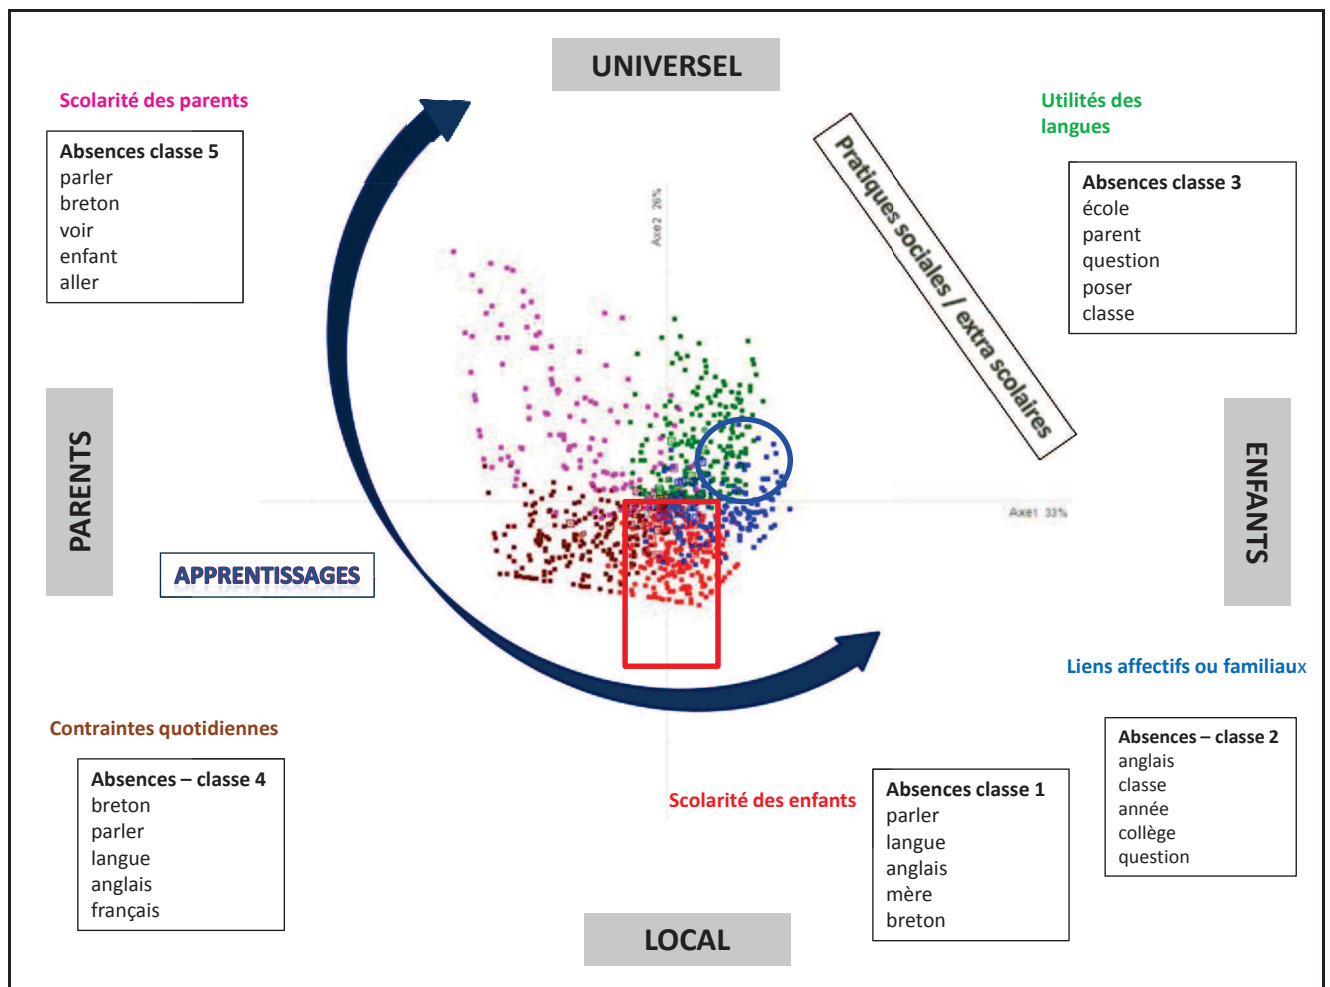 UNIVERSEL
Scolarité des parents
Absences classe 5
parler
breton
voir
enfant
aller
Utilités des
langues
Absences classe 3
école
parent
question
poser
classe
Pratiques sociales / extra scolaires
Axe2 26%
PARENTS
ENFANTS
Axe1 33%
APPRENTISSAGES
Liens affectifs ou familiaux
Contraintes quotidiennes
Absences – classe 4
breton
parler
langue
anglais
français
Scolarité des enfants
Absences classe 1
parler
langue
anglais
mère
breton
Absences – classe 2
anglais
classe
année
collège
question
LOCAL